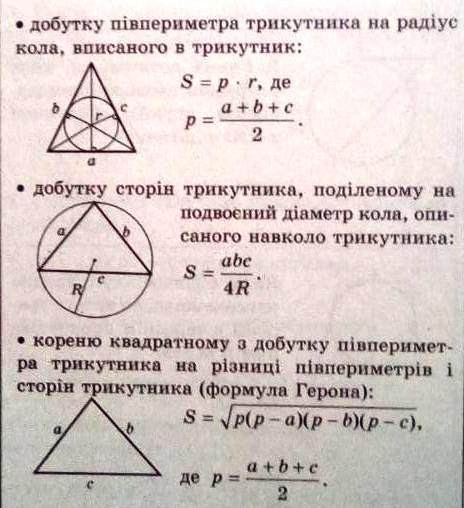 • добутку півпериметра трикутника на радіус
кола, вписаного в трикутник:
b r c
a
S = p · r, де
p = (a + b + c)/2.
• добутку сторін трикутника, поділеному на
подвоєний діаметр кола, опи-
саного навколо трикутника:
a b
c
R
S = abc/4R.
• кореню квадратному з добутку півперимет-
ра трикутника на різниці півпериметрів і
сторін трикутника (формула Герона):
a b
c
S = √(p(p − a)(p − b)(p − c)),
де p = (a + b + c)/2.